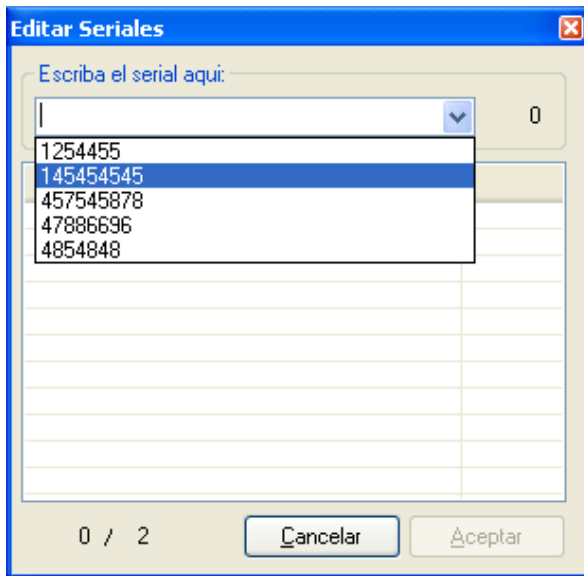 Editar Seriales
Escriba el serial aqui:
0
1254455
145454545
457545878
47886696
4854848
0 / 2
Cancelar
Aceptar